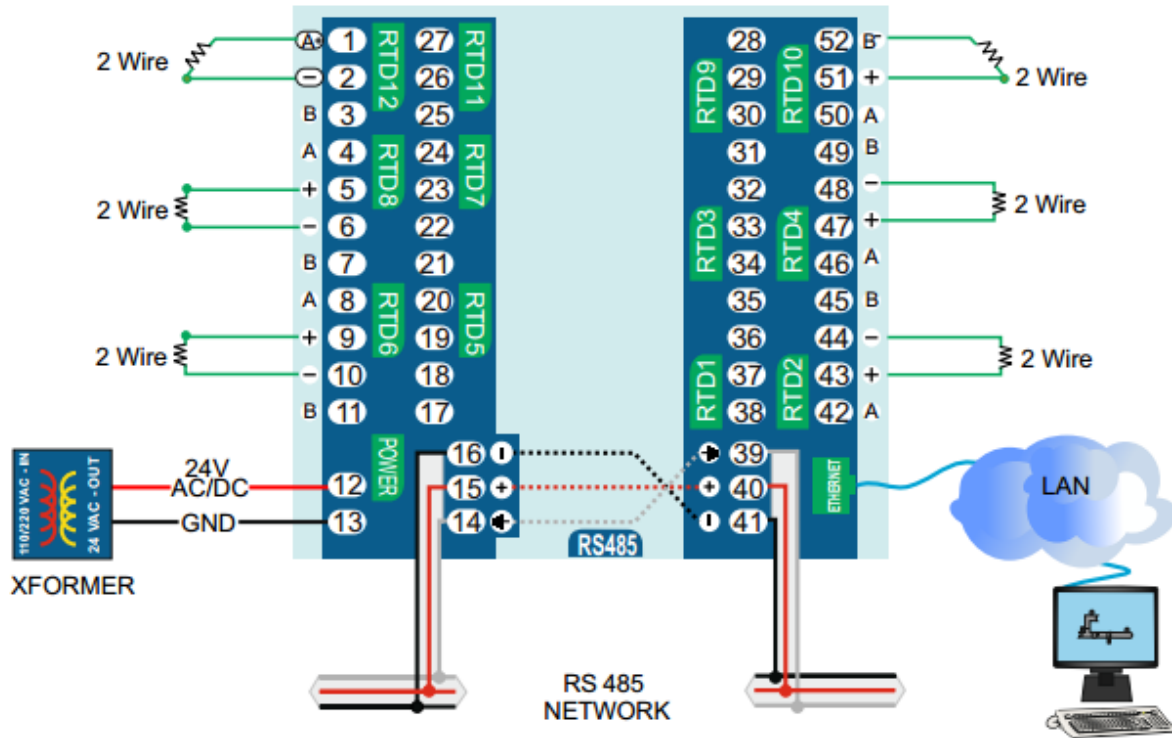 2 Wire
2 Wire
2 Wire
A+ 1
− 2
B 3
A 4
+ 5
− 6
B 7
A 8
+ 9
− 10
B 11
12
13
RTD12
RTD8
RTD6
POWER
27
26
25
24
23
22
21
20
19
18
17
16 −
15 +
14
RTD11
RTD7
RTD5
28
29
30
31
32
33
34
35
36
37
38
39
+ 40
− 41
RTD9
RTD3
RTD1
52 B-
51 +
50 A
49 B
48 −
47 +
46 A
45 B
44 −
43 +
42 A
RTD10
RTD4
RTD2
ETHERNET
2 Wire
2 Wire
2 Wire
110/220 VAC - IN
24 VAC - OUT
XFORMER
24V
AC/DC
GND
RS485
LAN
RS 485
NETWORK